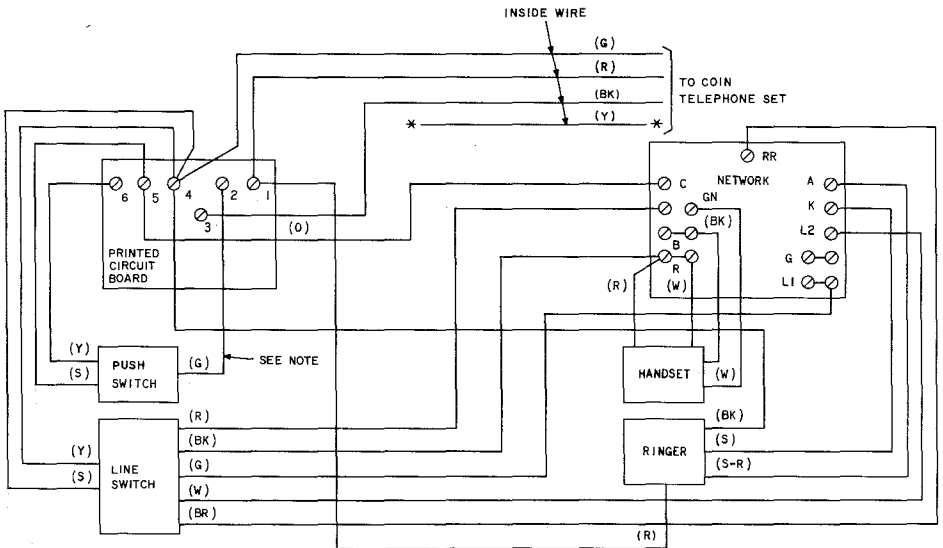 INSIDE WIRE
(G)
(R)
(BK)
(Y)
*
*
TO COIN
TELEPHONE SET
6
5
4
2
1
3
(O)
PRINTED
CIRCUIT
BOARD
RR
NETWORK
C
GN
(BK)
A
K
L2
B
R
G
L1
(R)
(W)
(Y)
(S)
PUSH
SWITCH
(G)
SEE NOTE
HANDSET
(W)
(Y)
(S)
LINE
SWITCH
(R)
(BK)
(G)
(W)
(BR)
RINGER
(BK)
(S)
(S-R)
(R)